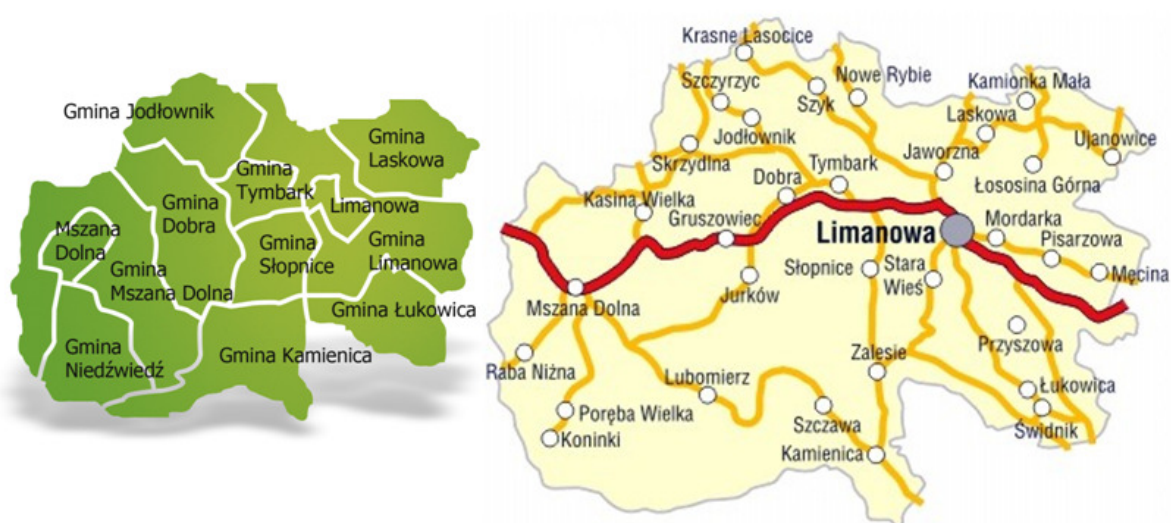 Gmina Jodłownik
Gmina
Laskowa
Gmina
Tymbark
Limanowa
Gmina
Dobra
Mszana
Dolna
Gmina
Słopnice
Gmina
Limanowa
Gmina
Mszana Dolna
Gmina Łukowica
Gmina
Niedźwiedź
Gmina Kamienica
Krasne Lasocice
Szczyrzyc
Nowe Rybie
Szyk
Kamionka Mała
Laskowa
Jodłownik
Ujanowice
Skrzydlna
Tymbark
Jaworzna
Dobra
Łososina Górna
Kasina Wielka
Gruszowiec
Limanowa
Mordarka
Pisarzowa
Słopnice
Stara
Wieś
Męcina
Jurków
Mszana Dolna
Przyszowa
Zalesie
Raba Niżna
Lubomierz
Łukowica
Poręba Wielka
Szczawa
Świdnik
Koninki
Kamienica